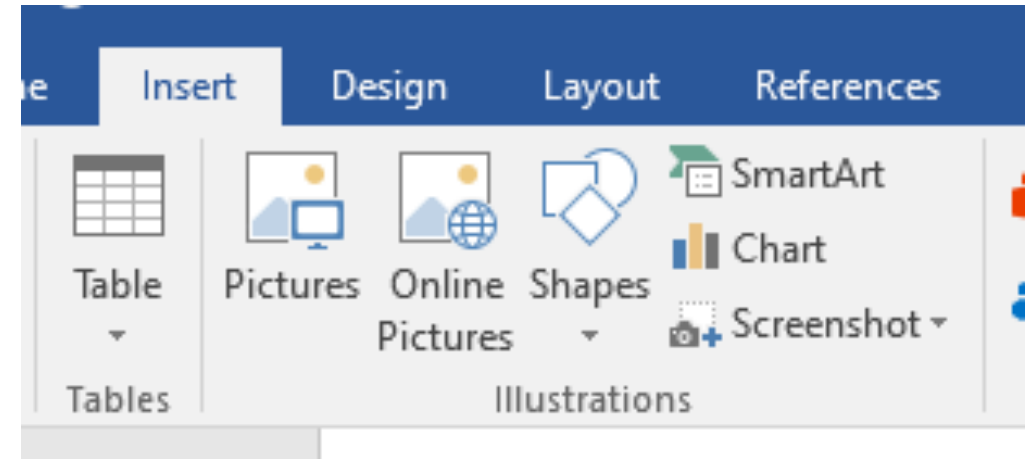 Insert Design Layout References
SmartArt
Chart
Table Pictures Online Shapes
Pictures
Screenshot
Tables Illustrations